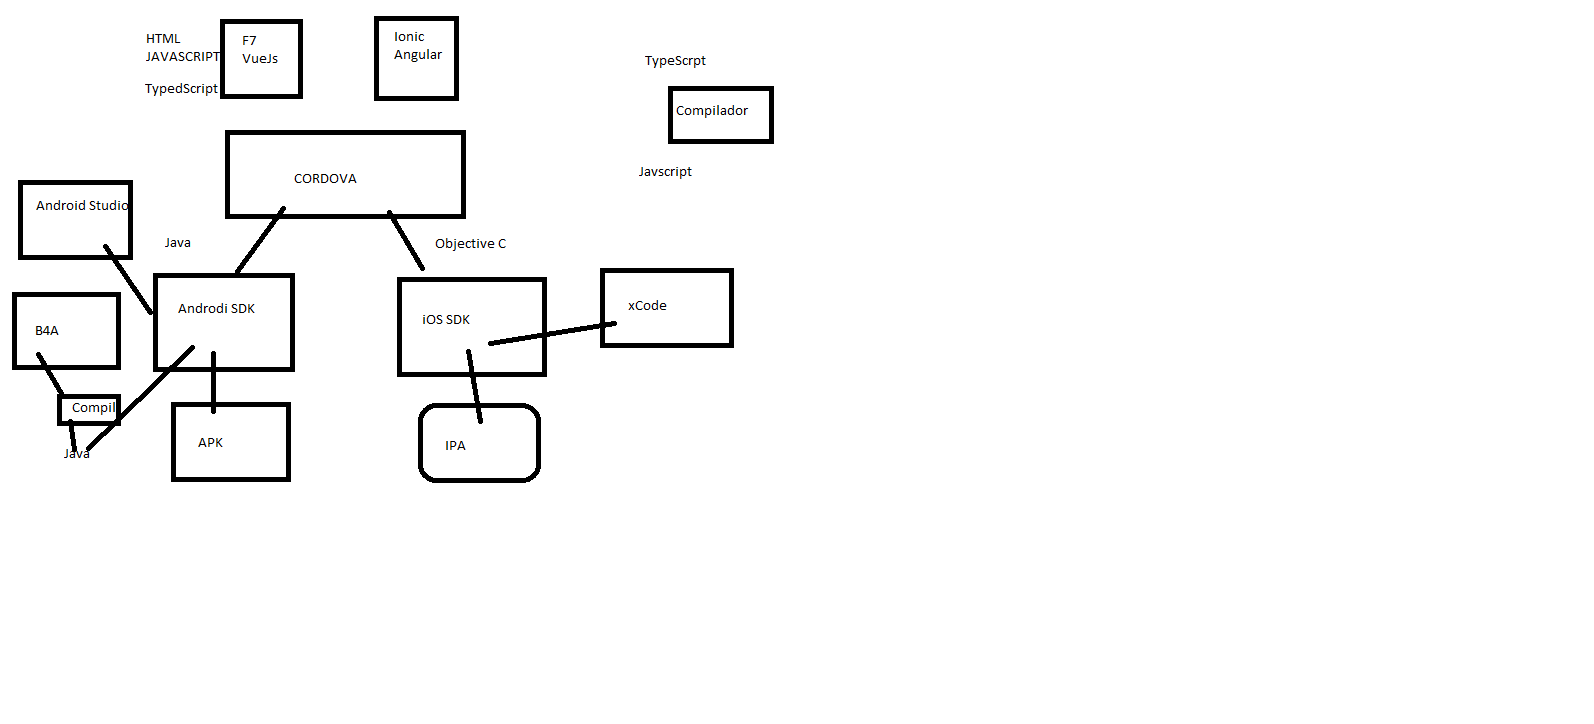 HTML
JAVASCRIPT
TypedScript
F7
VueJs
Ionic
Angular
TypeScrpt
Compilador
Javscript
CORDOVA
Android Studio
Java
Objective C
Androdi SDK
iOS SDK
xCode
B4A
Compil
Java
APK
IPA